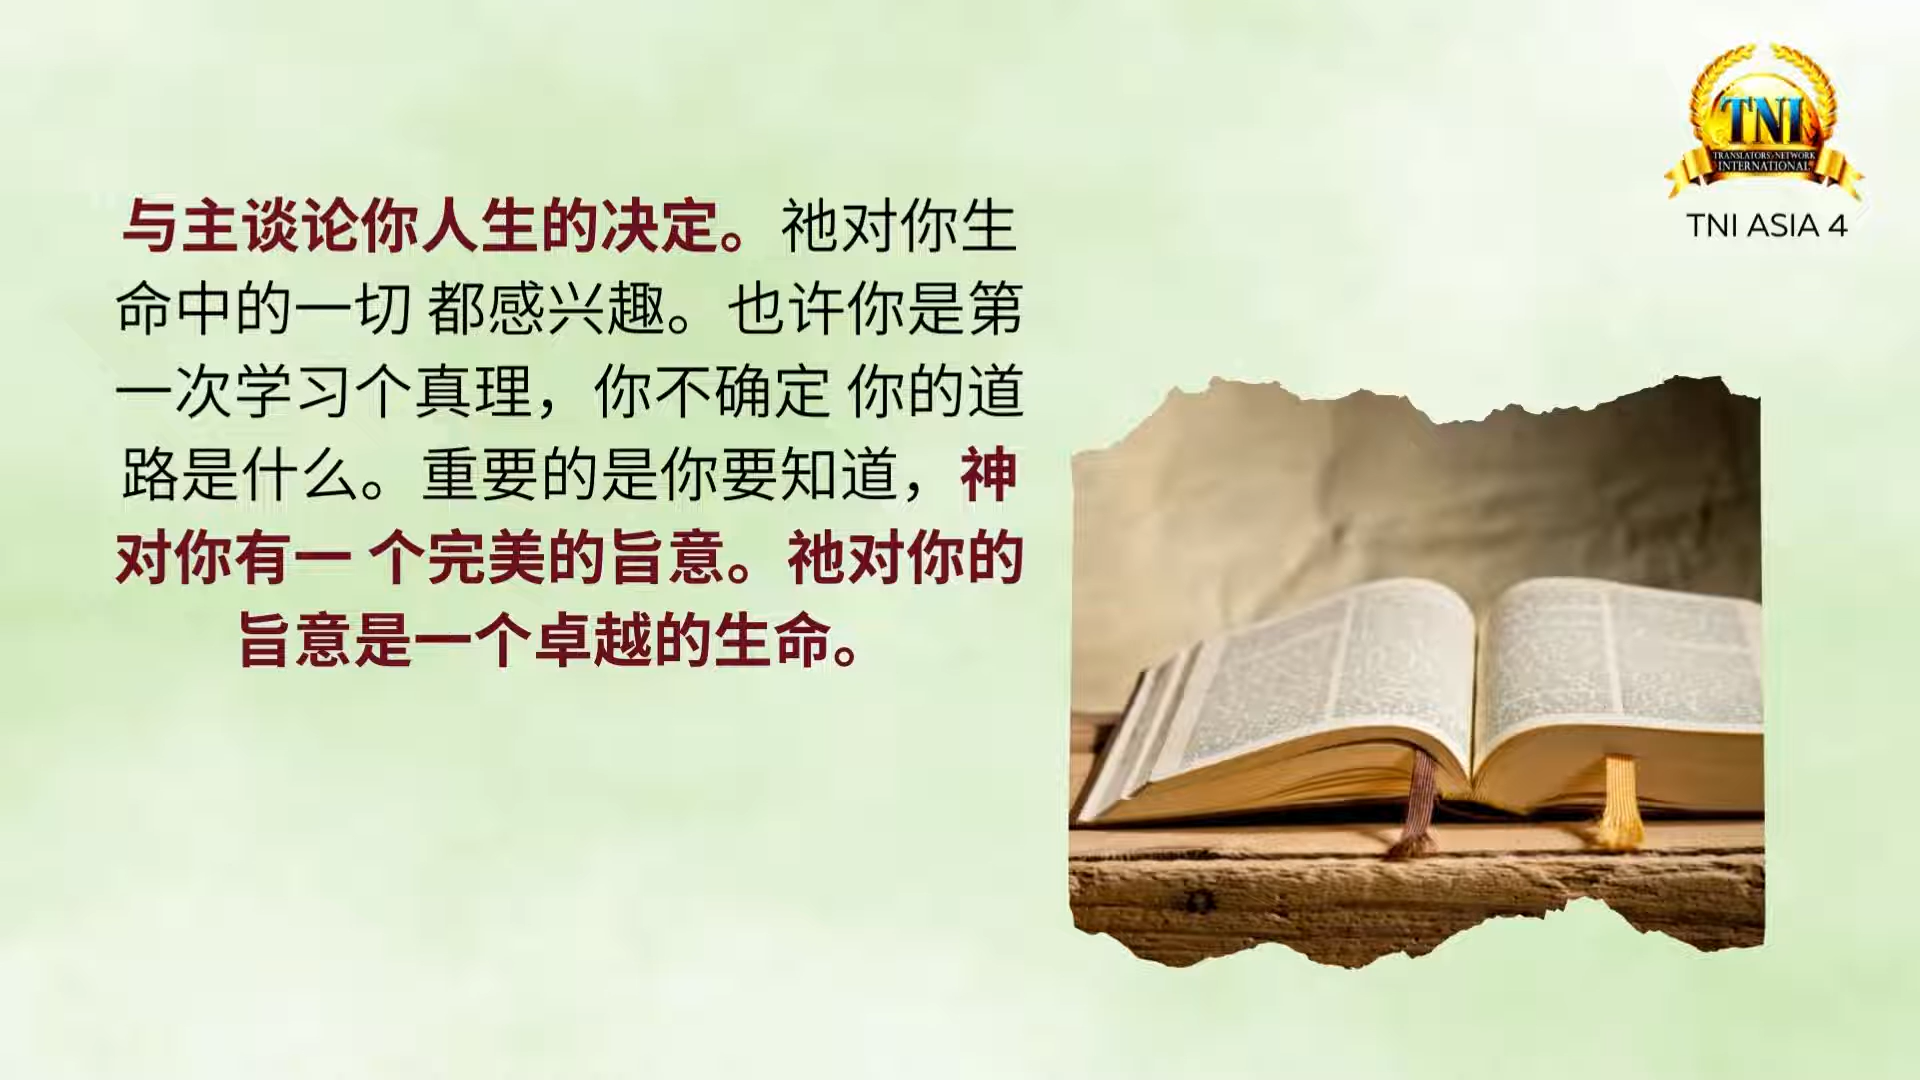 与主谈论你人生的决定。祂对你生
命中的一切 都感兴趣。也许你是第
一次学习个真理，你不确定 你的道
路是什么。重要的是你要知道，神
对你有一 个完美的旨意。祂对你的
旨意是一个卓越的生命。
TNI
TRANSLATORS NETWORK
INTERNATIONAL
TNI ASIA 4